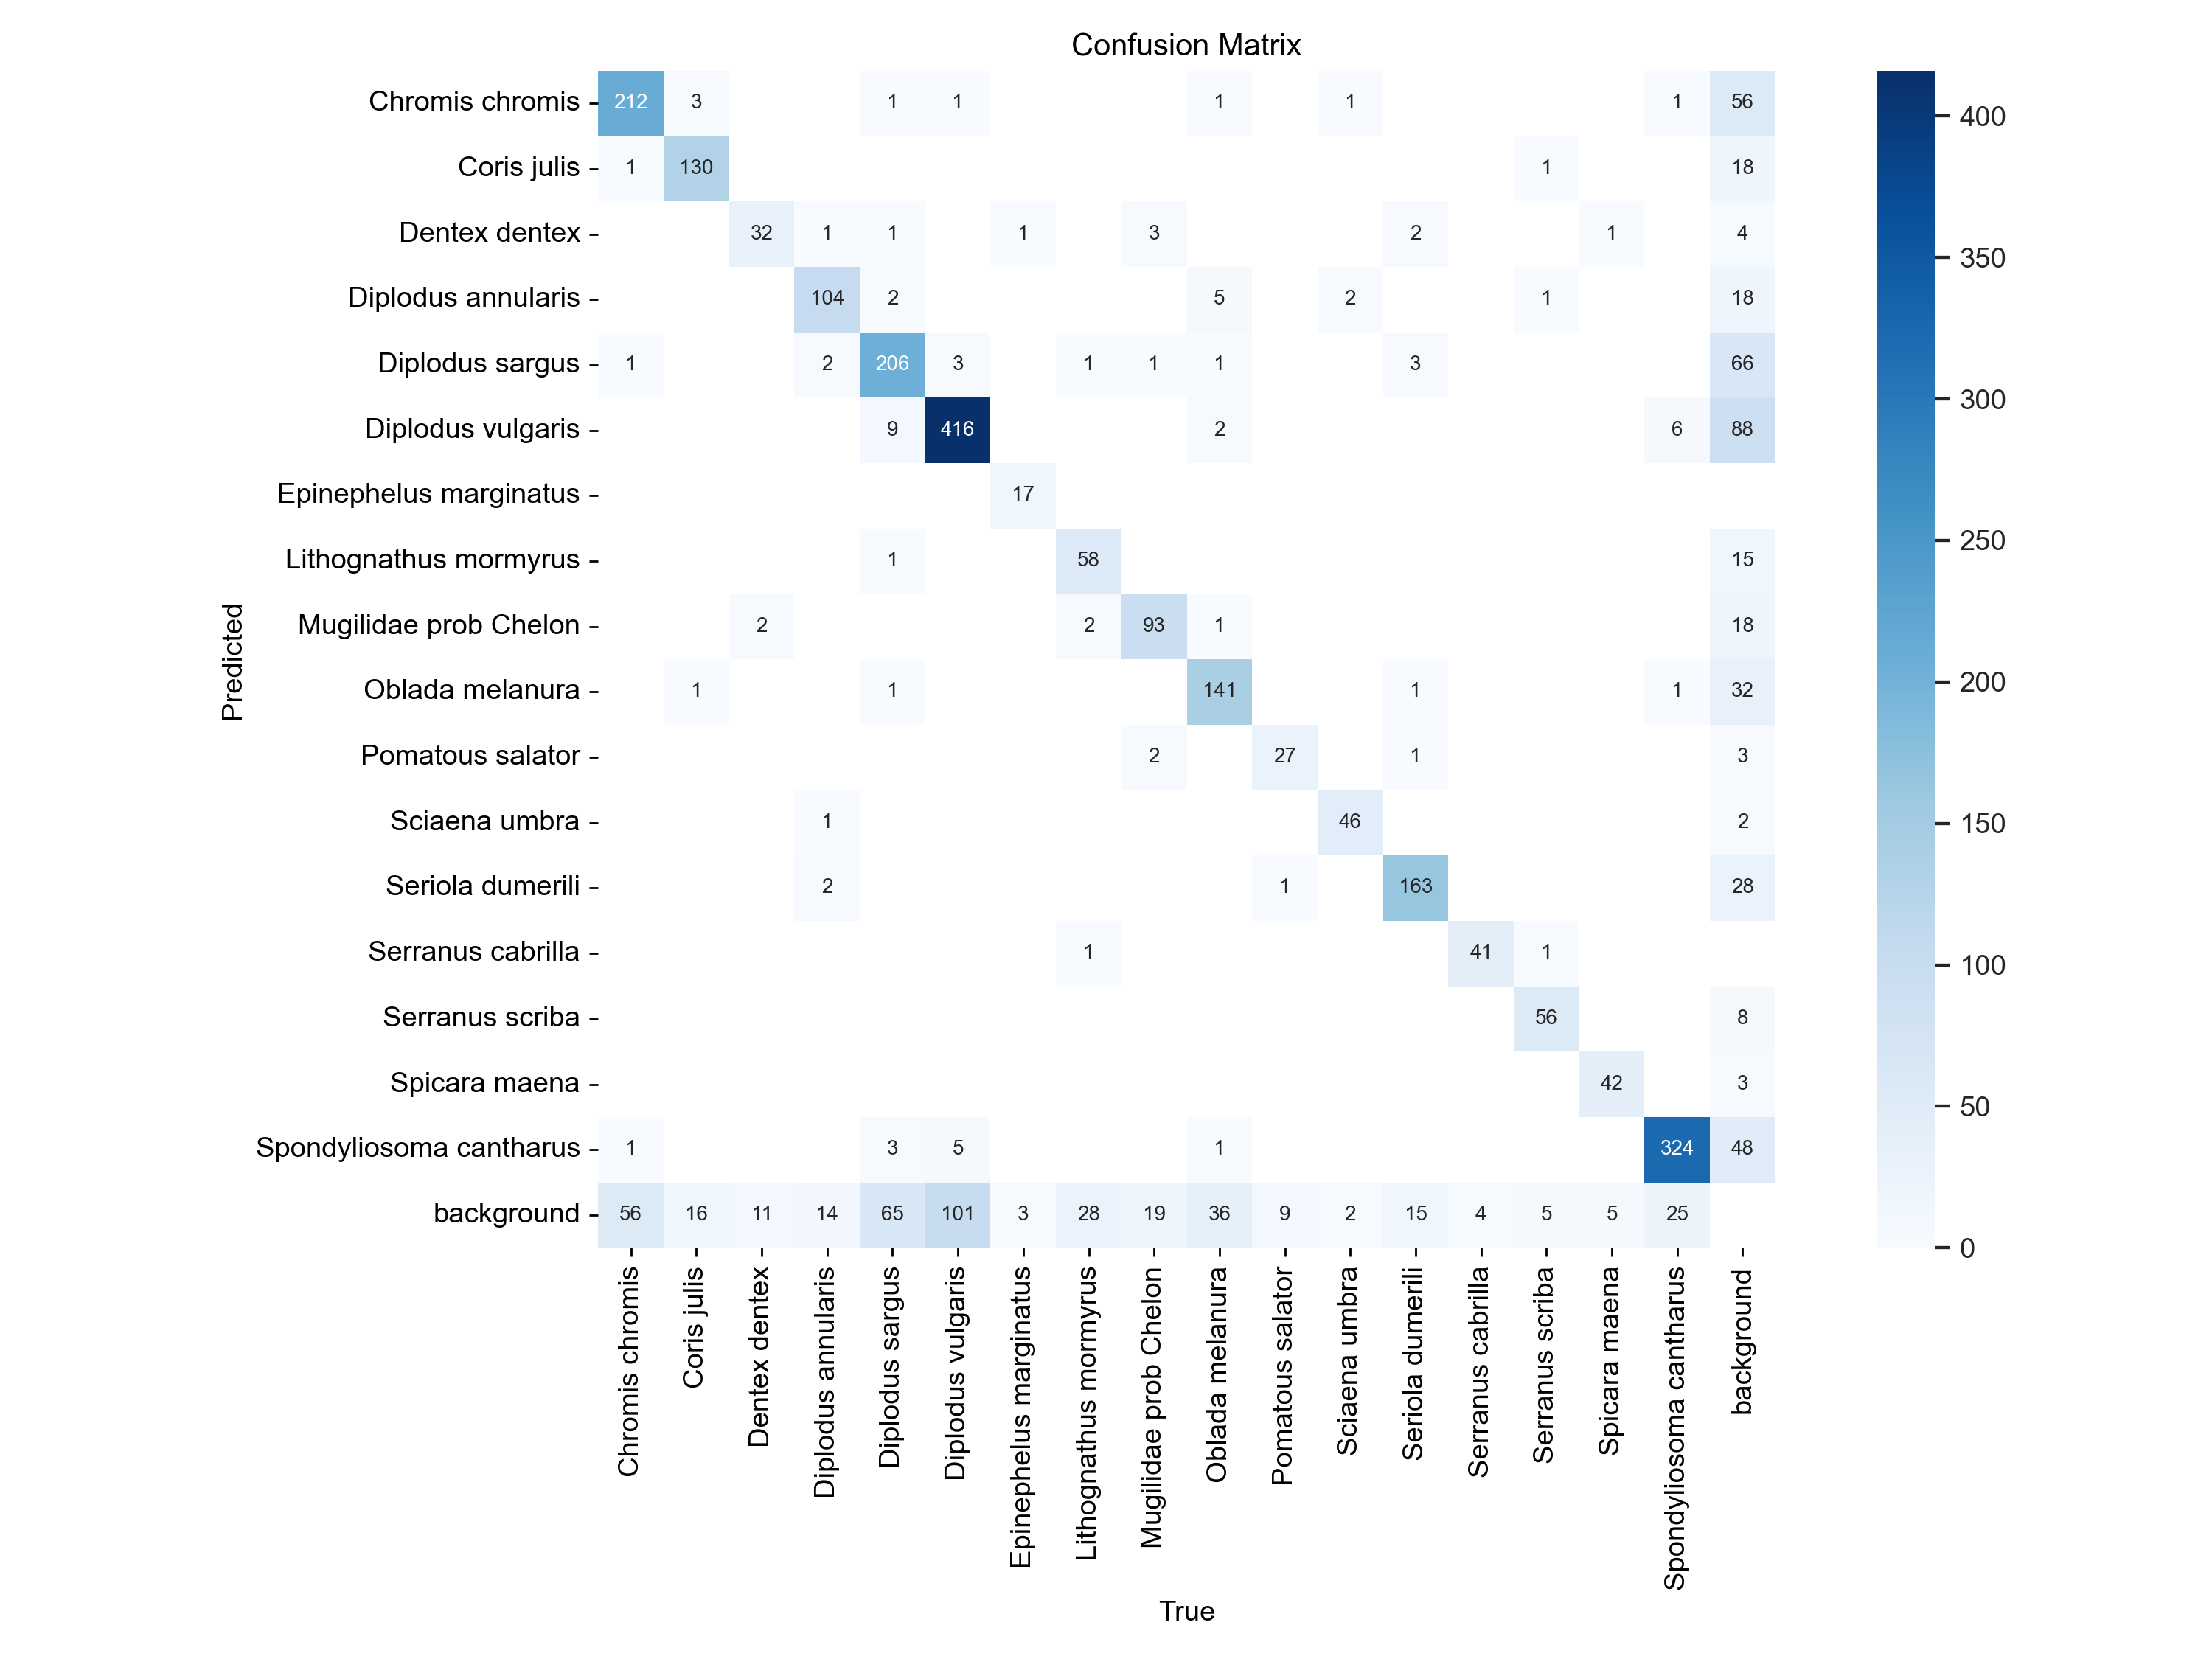 Confusion Matrix
Chromis chromis 212 3 1 1 1 1 1 56
Coris julis 1 130 1 18
Dentex dentex 32 1 1 1 3 2 1 4
Diplodus annularis 104 2 5 2 1 18
Diplodus sargus 1 2 206 3 1 1 1 3 66
Diplodus vulgaris 9 416 2 6 88
Epinephelus marginatus 17
Lithognathus mormyrus 1 58 15
Mugilidae prob Chelon 2 2 93 1 18
Oblada melanura 1 1 141 1 1 32
Pomatous salator 2 27 1 3
Sciaena umbra 1 46 2
Seriola dumerili 2 1 163 28
Serranus cabrilla 1 41 1
Serranus scriba 56 8
Spicara maena 42 3
Spondyliosoma cantharus 1 3 5 1 324 48
background 56 16 11 14 65 101 3 28 19 36 9 2 15 4 5 5 25
Predicted
Chromis chromis
Coris julis
Dentex dentex
Diplodus annularis
Diplodus sargus
Diplodus vulgaris
Epinephelus marginatus
Lithognathus mormyrus
Mugilidae prob Chelon
Oblada melanura
Pomatous salator
Sciaena umbra
Seriola dumerili
Serranus cabrilla
Serranus scriba
Spicara maena
Spondyliosoma cantharus
background
True
400
350
300
250
200
150
100
50
0